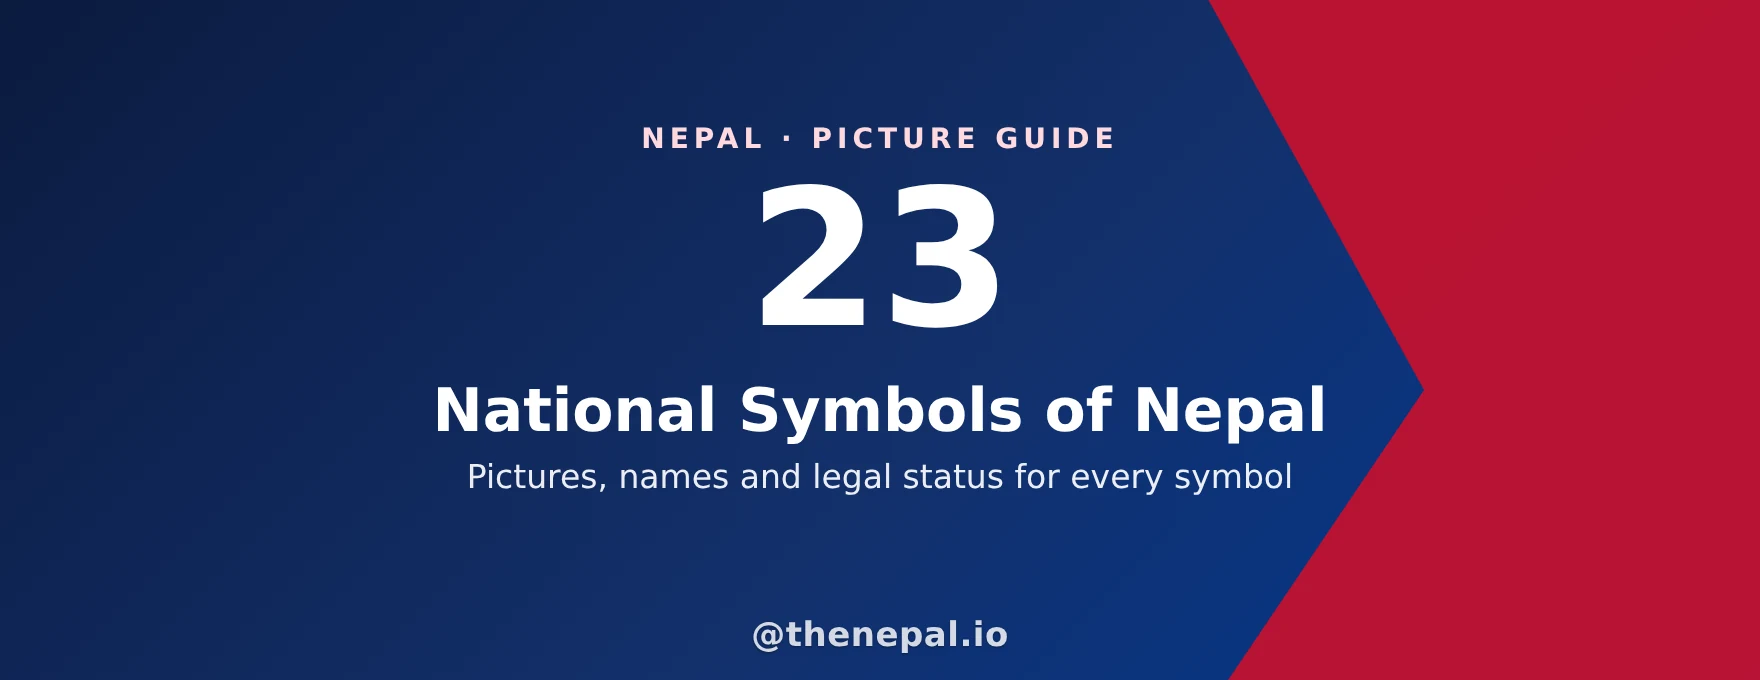 NEPAL · PICTURE GUIDE
23
National Symbols of Nepal
Pictures, names and legal status for every symbol
@thenepal.io